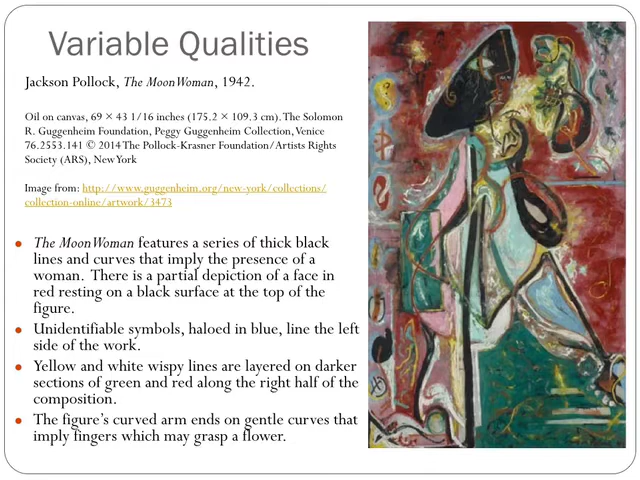 Variable Qualities
Jackson Pollock, The Moon Woman, 1942.
Oil on canvas, 69 × 43 1/16 inches (175.2 × 109.3 cm). The Solomon
R. Guggenheim Foundation, Peggy Guggenheim Collection, Venice
76.2553.141 © 2014 The Pollock-Krasner Foundation/Artists Rights
Society (ARS), New York
Image from: http://www.guggenheim.org/new-york/collections/
collection-online/artwork/3473
● The Moon Woman features a series of thick black
lines and curves that imply the presence of a
woman. There is a partial depiction of a face in
red resting on a black surface at the top of the
figure.
● Unidentifiable symbols, haloed in blue, line the left
side of the work.
● Yellow and white wispy lines are layered on darker
sections of green and red along the right half of the
composition.
● The figure's curved arm ends on gentle curves that
imply fingers which may grasp a flower.